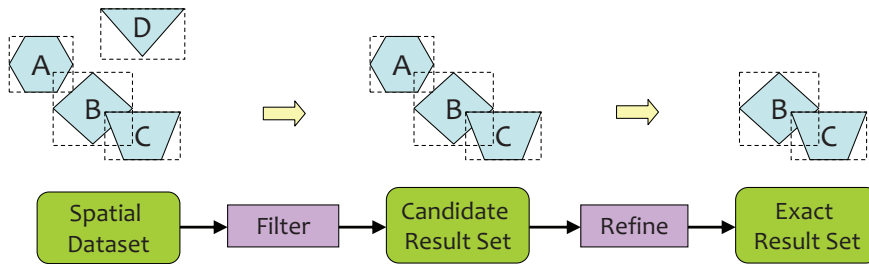 D
A
A
B
B
B
C
C
C
Spatial
Dataset
Filter
Candidate
Result Set
Refine
Exact
Result Set